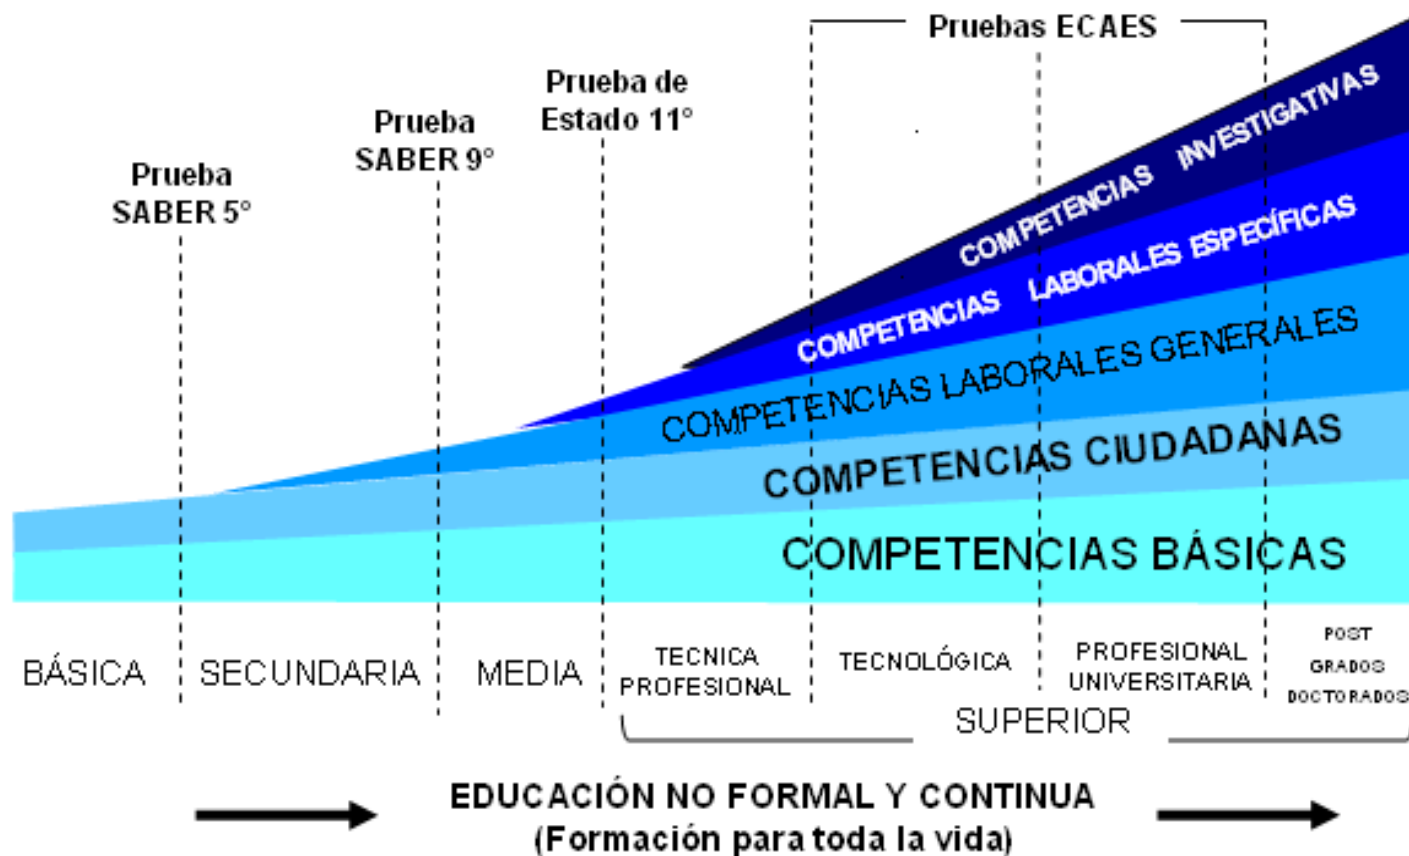 Pruebas ECAES
Prueba de
Estado 11°
Prueba
SABER 9°
Prueba
SABER 5°
COMPETENCIAS INVESTIGATIVAS
COMPETENCIAS LABORALES ESPECÍFICAS
COMPETENCIAS LABORALES GENERALES
COMPETENCIAS CIUDADANAS
COMPETENCIAS BÁSICAS
BÁSICA
SECUNDARIA
MEDIA
TECNICA
PROFESIONAL
TECNOLÓGICA
PROFESIONAL
UNIVERSITARIA
POST
GRADOS
DOCTORADOS
SUPERIOR
EDUCACIÓN NO FORMAL Y CONTINUA
(Formación para toda la vida)